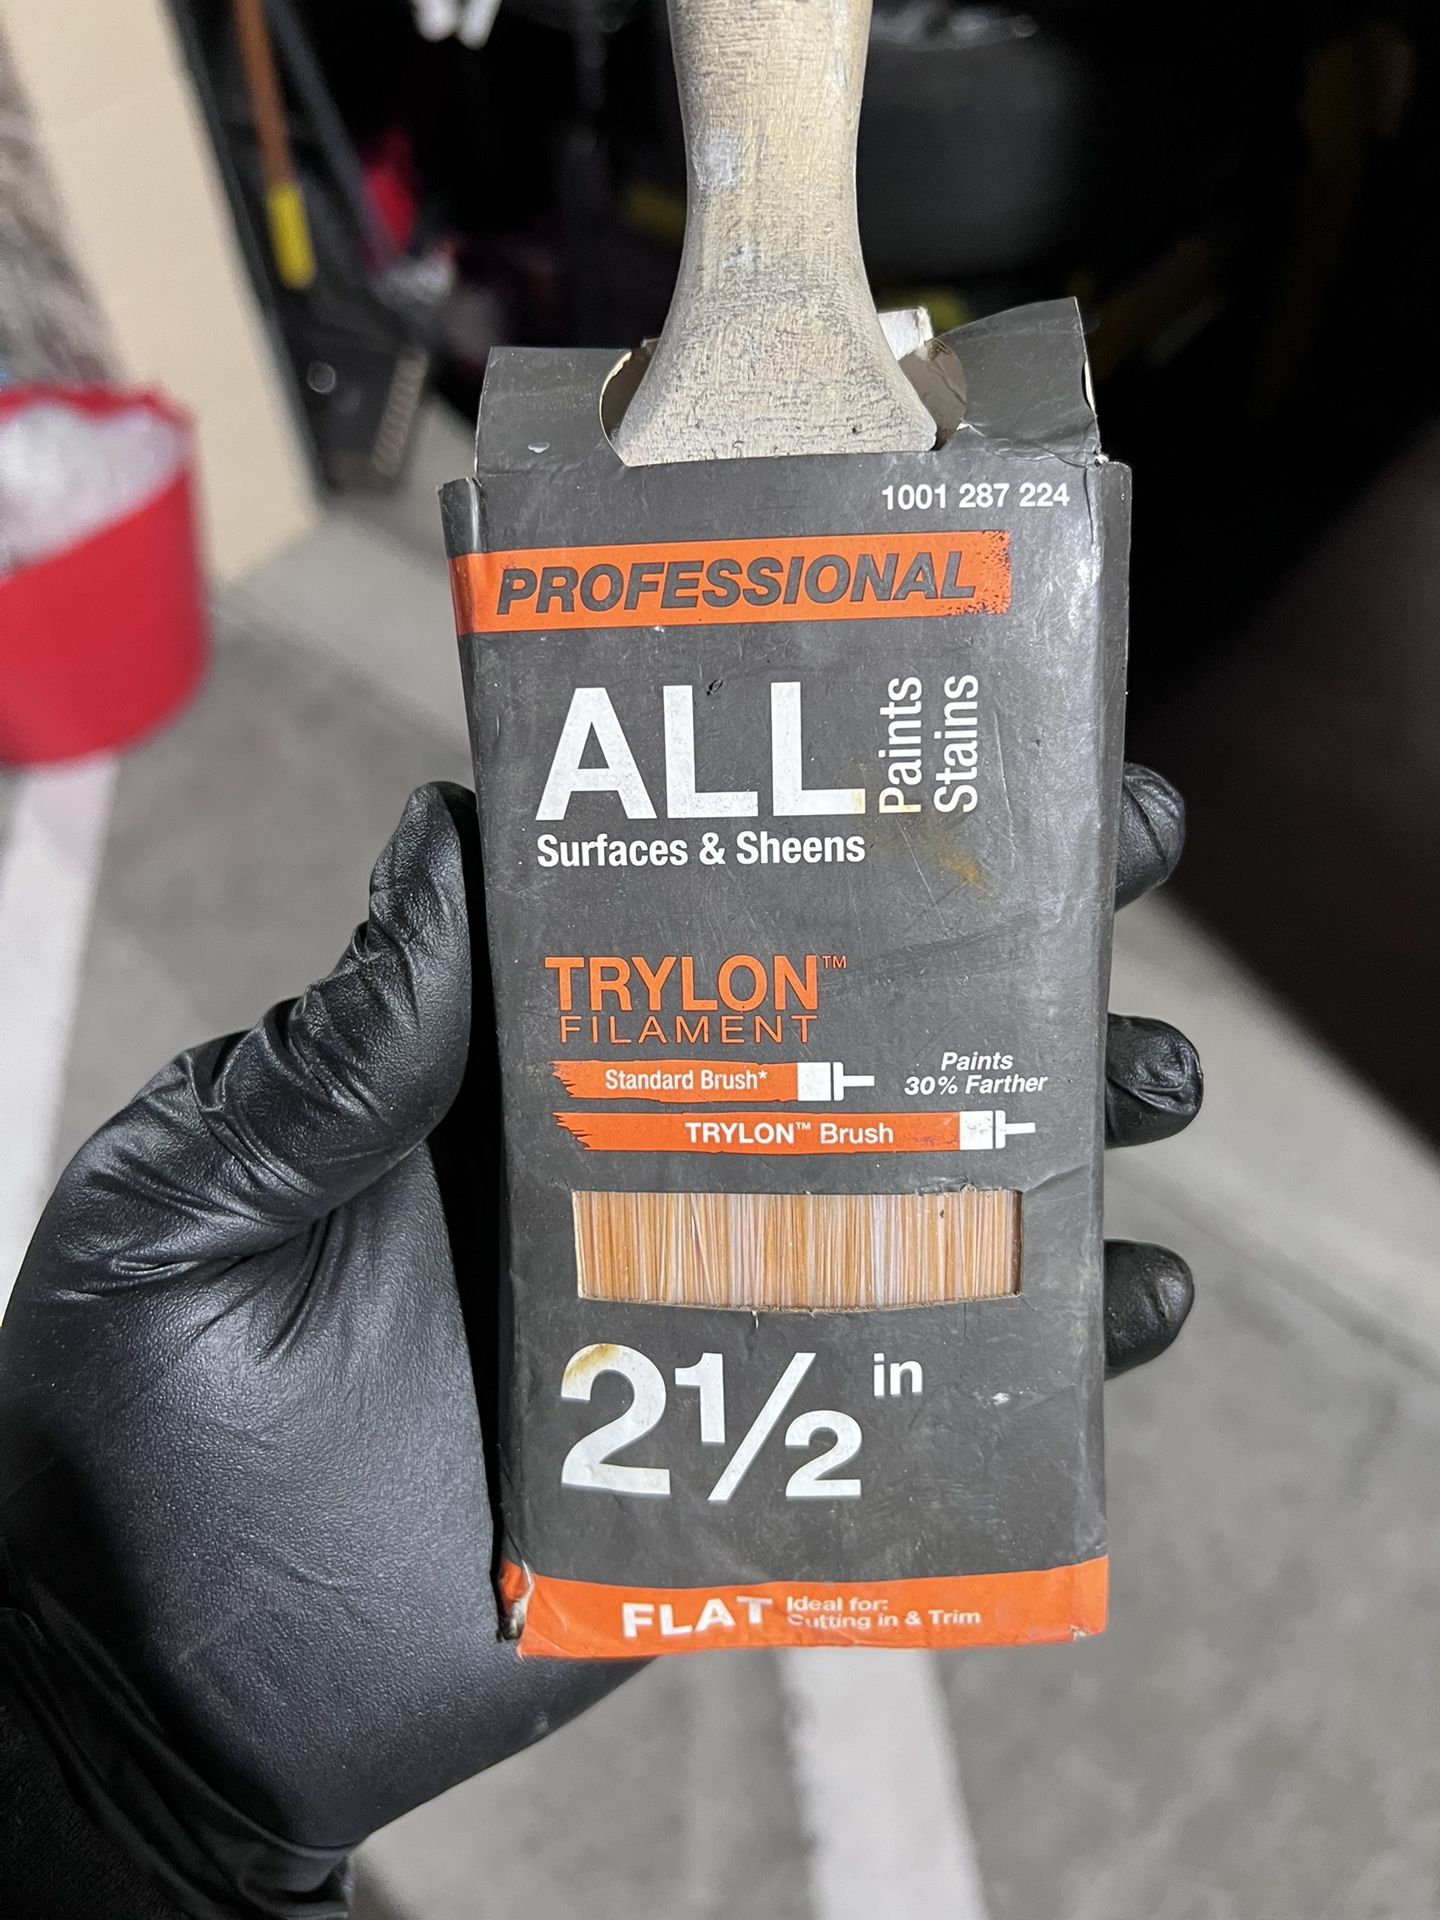 1001 287 224
PROFESSIONAL
ALL
Paints
Stains
Surfaces & Sheens
TRYLON™
FILAMENT
Standard Brush*
Paints
30% Farther
TRYLON™ Brush
2½ in
FLAT
Ideal for:
Cutting in & Trim